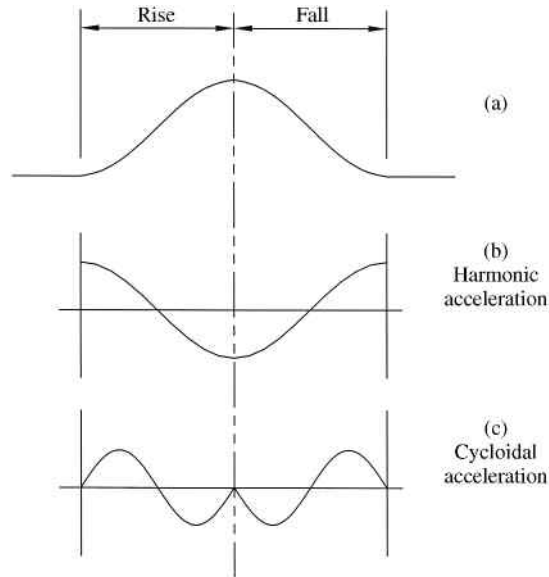 Rise
Fall
(a)
(b)
Harmonic
acceleration
(c)
Cycloidal
acceleration